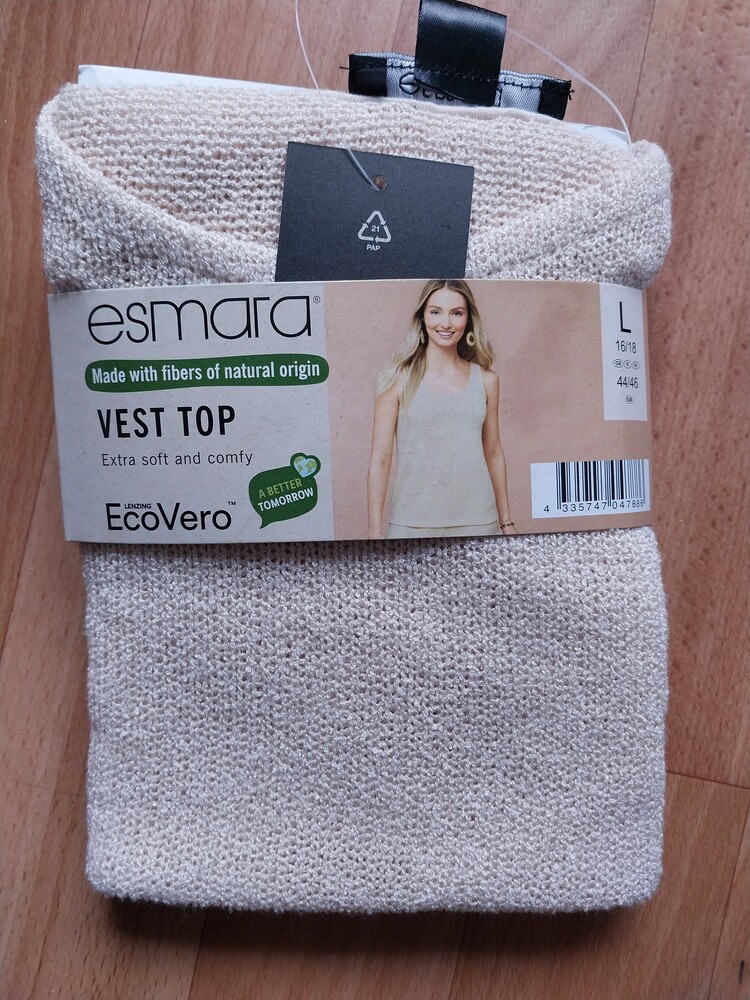 21
PAP
esmara®
Made with fibers of natural origin
VEST TOP
Extra soft and comfy
LENZING
EcoVero™
A BETTER
TOMORROW
L
16/18
44/46
4 335747 047886